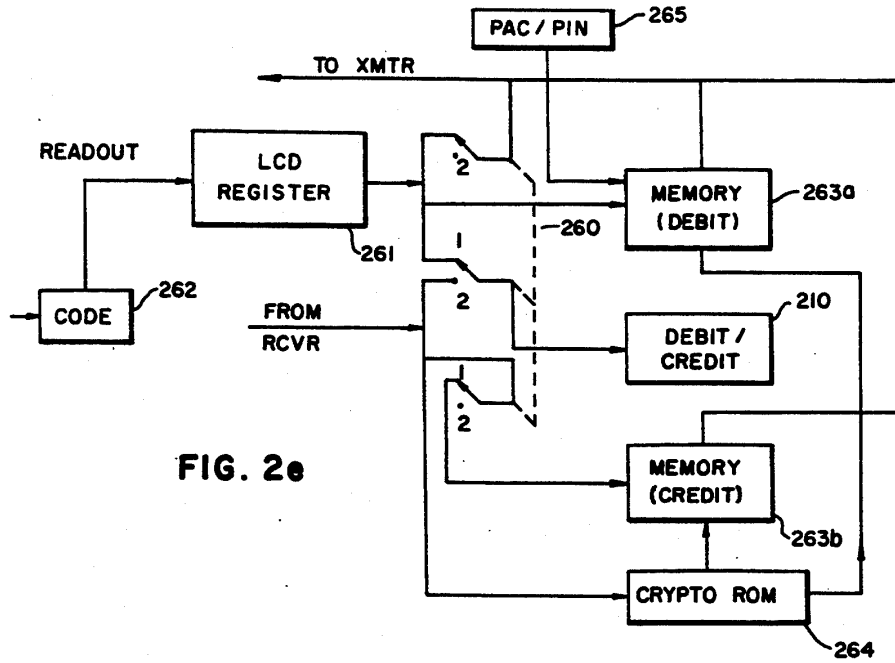 PAC / PIN
265
TO XMTR
READOUT
LCD
REGISTER
261
2
MEMORY
(DEBIT)
263a
260
1
2
CODE
262
FROM
RCVR
210
DEBIT /
CREDIT
1
2
FIG. 2e
MEMORY
(CREDIT)
263b
CRYPTO ROM
264